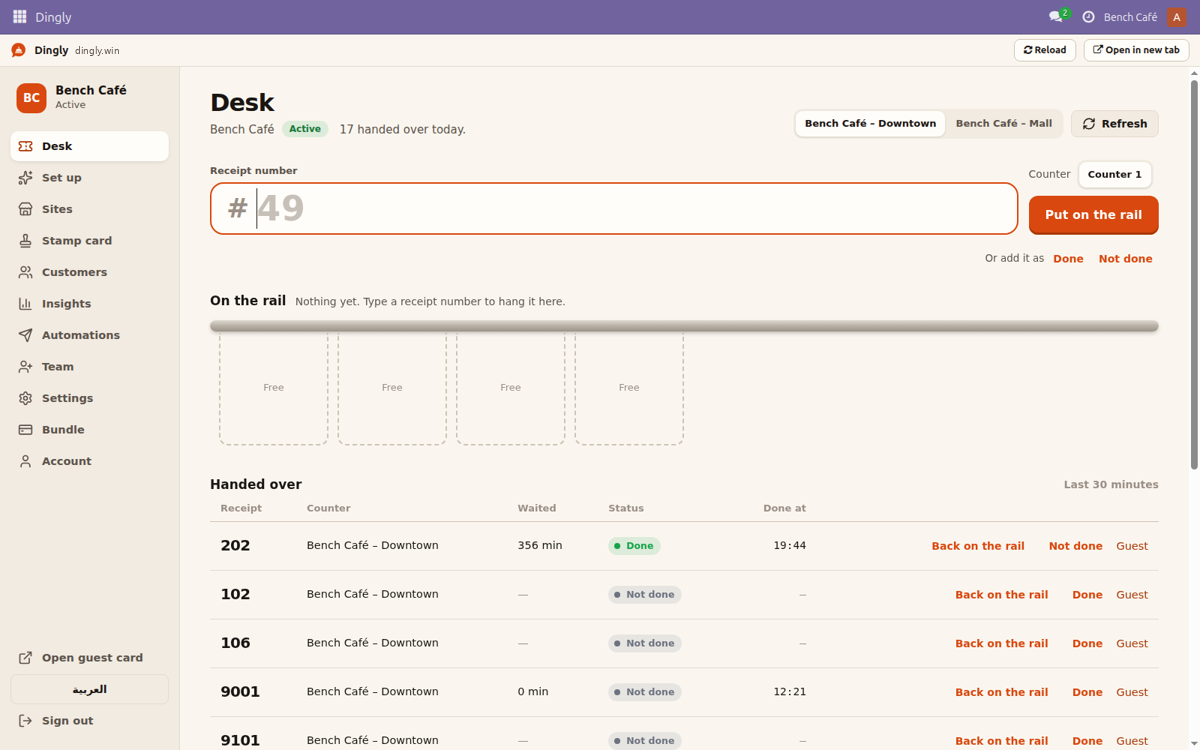 Dingly
2
Bench Café
A
Dingly dingly.win
Reload
Open in new tab
BC
Bench Café
Active
Desk
Set up
Sites
Stamp card
Customers
Insights
Automations
Team
Settings
Bundle
Account
Open guest card
العربية
Sign out
Desk
Bench Café Active 17 handed over today.
Bench Café – Downtown
Bench Café – Mall
Refresh
Receipt number
# 49
Counter Counter 1
Put on the rail
Or add it as Done Not done
On the rail Nothing yet. Type a receipt number to hang it here.
Free Free Free Free
Handed over Last 30 minutes
Receipt Counter Waited Status Done at
202 Bench Café – Downtown 356 min Done 19:44 Back on the rail Not done Guest
102 Bench Café – Downtown — Not done – Back on the rail Done Guest
106 Bench Café – Downtown — Not done – Back on the rail Done Guest
9001 Bench Café – Downtown 0 min Not done 12:21 Back on the rail Done Guest
9101 Bench Café – Downtown — Not done – Back on the rail Done Guest